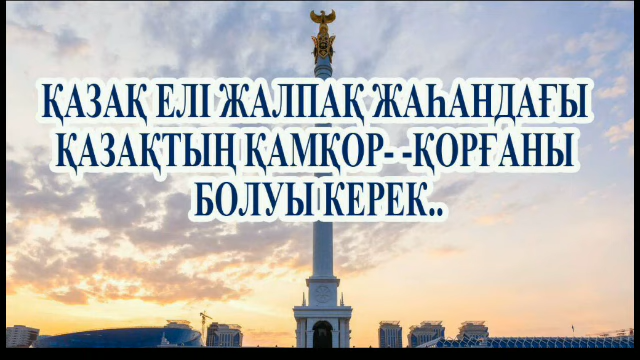 ҚАЗАҚ ЕЛІ ЖАЛПАҚ ЖАҺАНДАҒЫ
ҚАЗАҚТЫҢ ҚАМҚОР- -ҚОРҒАНЫ
БОЛУЫ КЕРЕК..